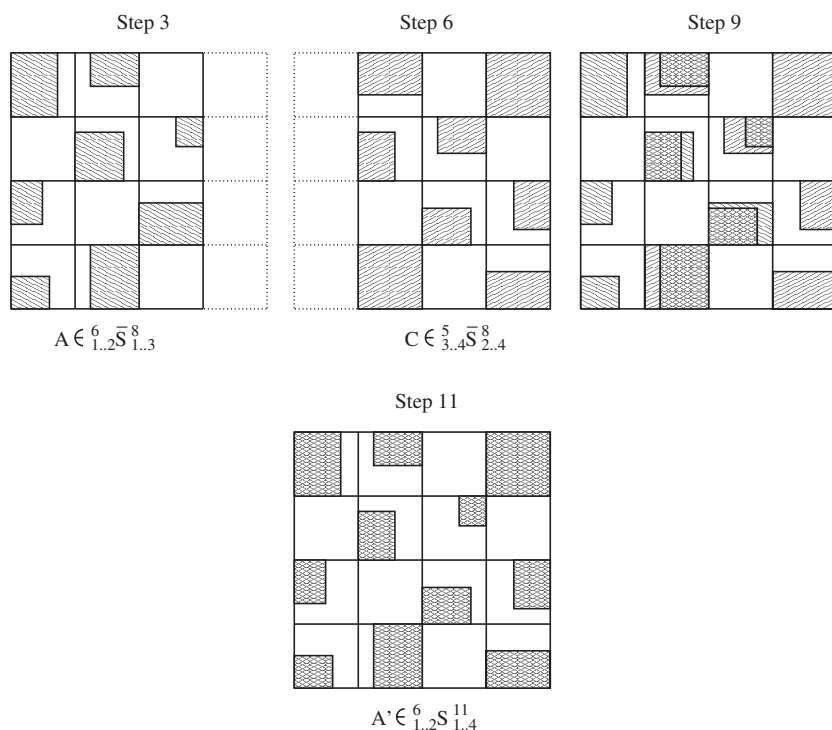 Step 3 Step 6 Step 9
A ∈ ⁶₁..₂S̅⁸₁..₃ C ∈ ⁵₃..₄S̅⁸₂..₄
Step 11
A' ∈ ⁶₁..₂S¹¹₁..₄